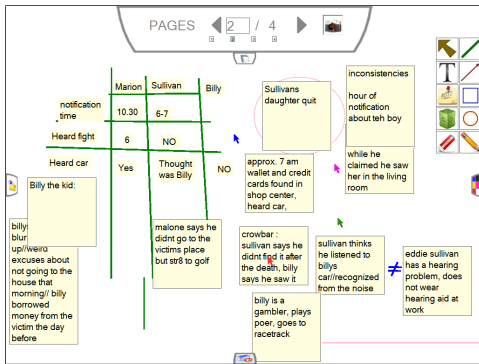 PAGES 2 / 4
Marion Sullivan Billy
notification
time
10.30 6-7
Heard fight 6 NO
Heard car Yes Thought
was Billy NO
Sullivans
daughter quit
inconsistencies
hour of
notification
about teh boy
approx. 7 am
wallet and credit
cards found in
shop center,
heard car,
while he
claimed he saw
her in the living
room
Billy the kid:
billy
blur
up//weird
excuses about
not going to the
house that
morning// billy
borrowed
money from the
victim the day
before
malone says he
didnt go to the
victims place
but str8 to golf
crowbar :
sullivan says he
didnt find it after
the death, billy
says he saw it
sullivan thinks
he listened to
billys
car//recognized
from the noise
≠
eddie sullivan
has a hearing
problem, does
not wear
hearing aid at
work
billy is a
gambler, plays
poer, goes to
racetrack
T